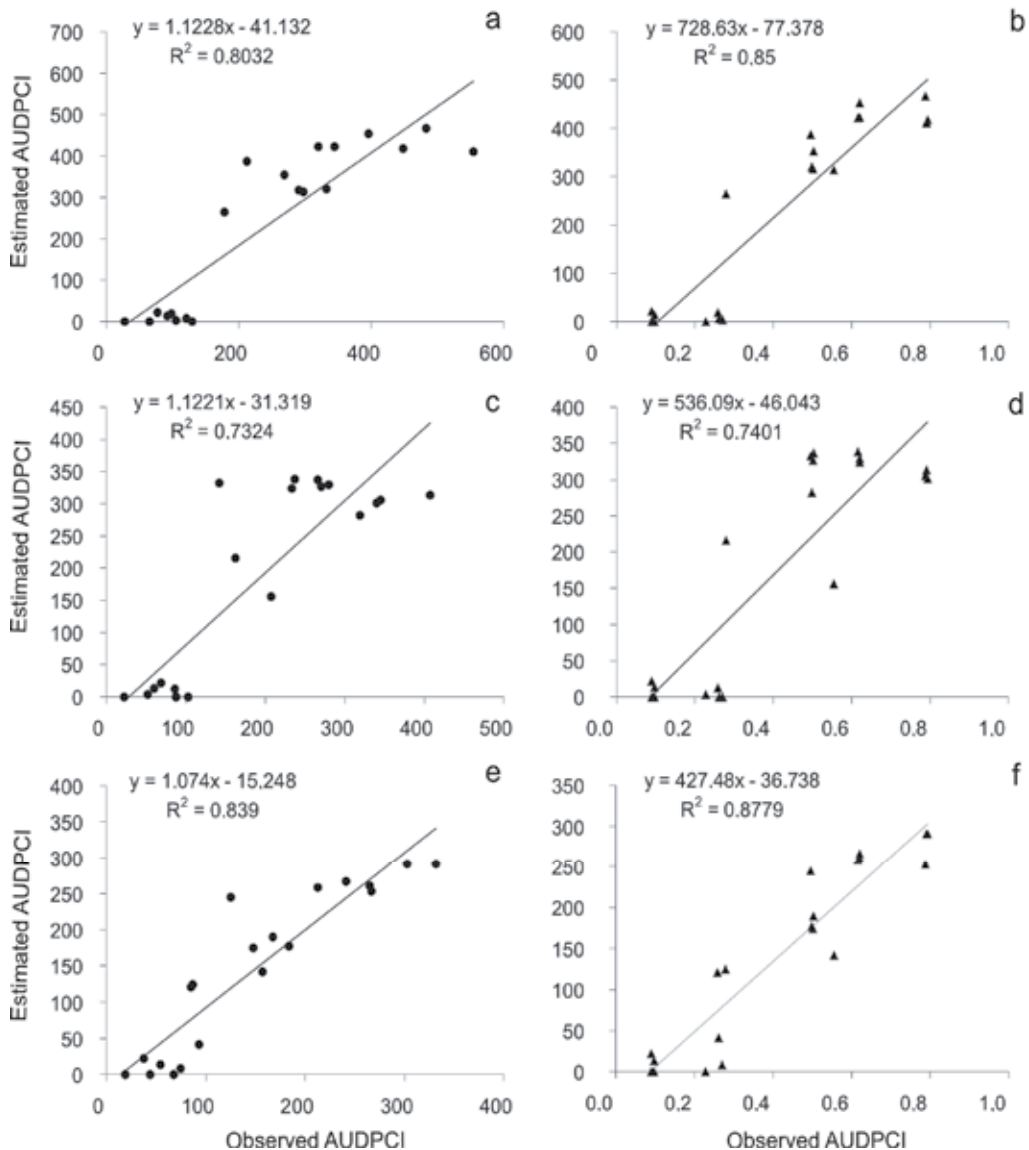 y = 1.1228x - 41.132
R2 = 0.8032
a
700
600
500
400
300
200
100
0
Estimated AUDPCI
0 200 400 600
y = 728.63x - 77.378
R2 = 0.85
b
600
500
400
300
200
100
0
0 0.2 0.4 0.6 0.8 1.0
y = 1.1221x - 31.319
R2 = 0.7324
c
450
400
350
300
250
200
150
100
50
0
Estimated AUDPCI
0 100 200 300 400 500
y = 536.09x - 46.043
R2 = 0.7401
d
400
350
300
250
200
150
100
50
0
0.0 0.2 0.4 0.6 0.8 1.0
y = 1.074x - 15.248
R2 = 0.839
e
400
350
300
250
200
150
100
50
0
Estimated AUDPCI
0 100 200 300 400
Observed AUDPCI
y = 427.48x - 36.738
R2 = 0.8779
f
350
300
250
200
150
100
50
0
0.0 0.2 0.4 0.6 0.8 1.0
Observed AUDPCI